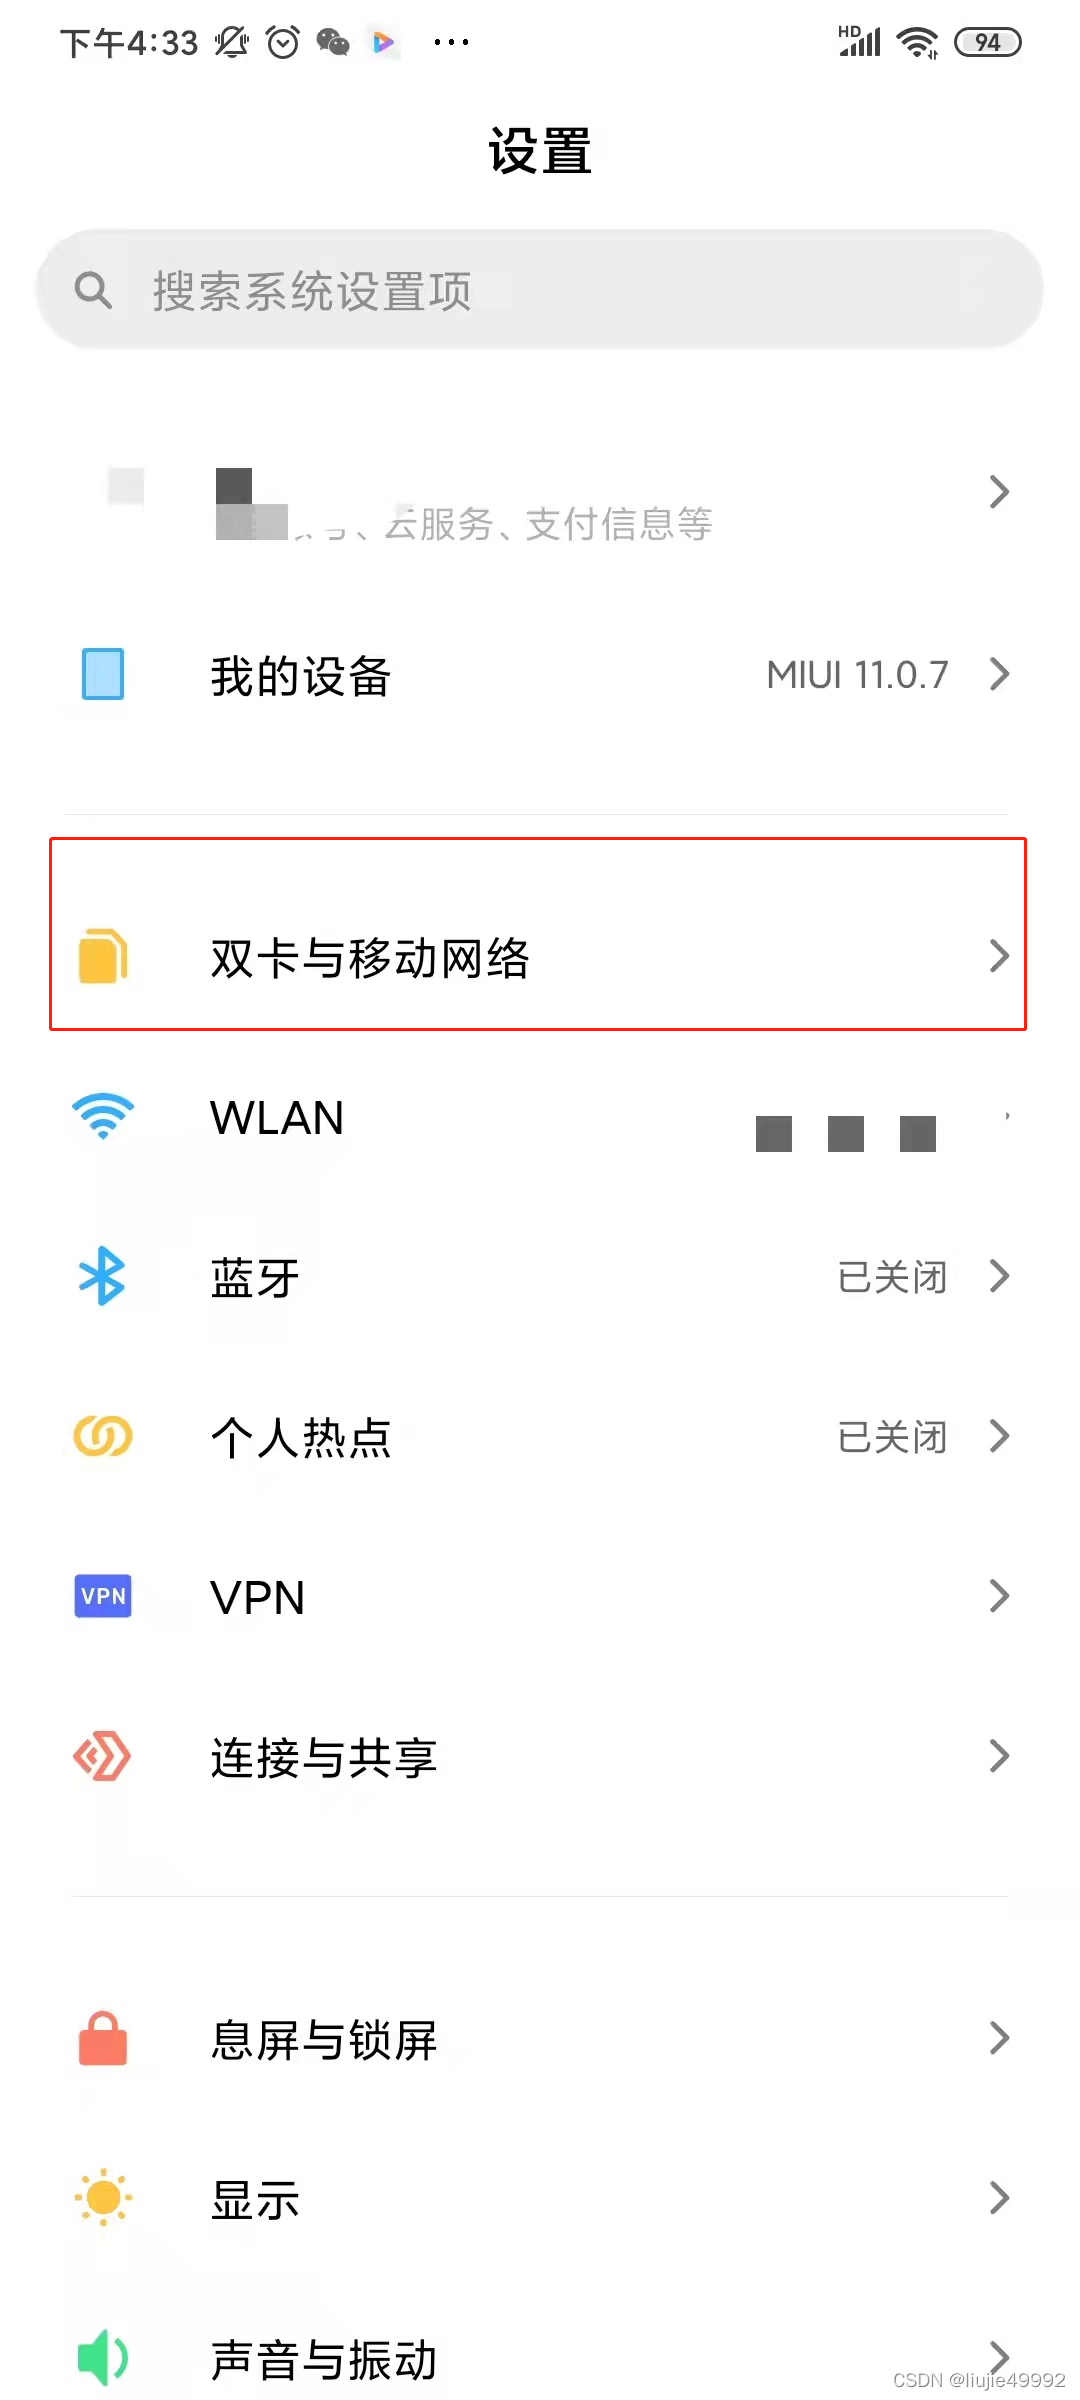 下午4:33
HD
94
设置
搜索系统设置项
、云服务、支付信息等
我的设备 MIUI 11.0.7
双卡与移动网络
WLAN
蓝牙 已关闭
个人热点 已关闭
VPN VPN
连接与共享
息屏与锁屏
显示
声音与振动
CSDN @liujie49992